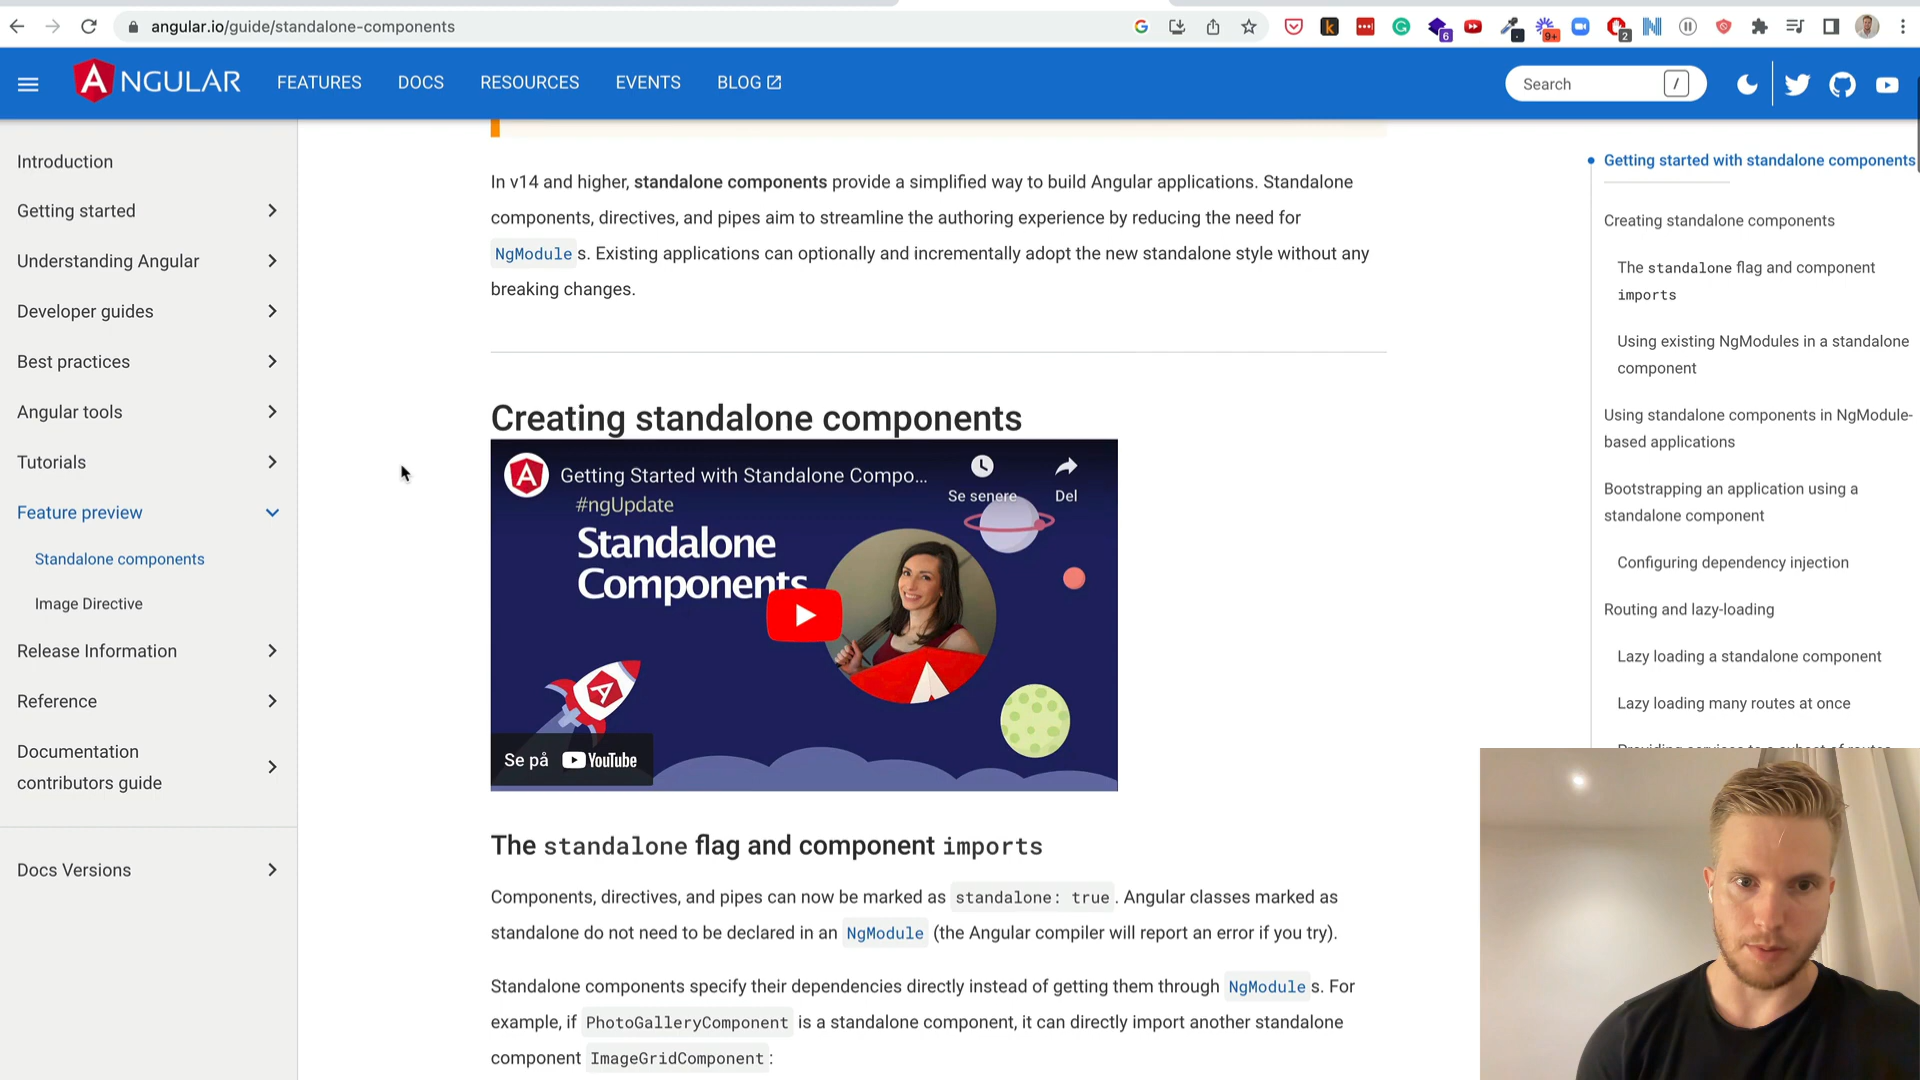 angular.io/guide/standalone-components
6
9+
2
NGULAR
FEATURES
DOCS
RESOURCES
EVENTS
BLOG
Search
/
Introduction
Getting started
Understanding Angular
Developer guides
Best practices
Angular tools
Tutorials
Feature preview
Standalone components
Image Directive
Release Information
Reference
Documentation
contributors guide
Docs Versions
In v14 and higher, standalone components provide a simplified way to build Angular applications. Standalone
components, directives, and pipes aim to streamline the authoring experience by reducing the need for
NgModule s. Existing applications can optionally and incrementally adopt the new standalone style without any
breaking changes.
Creating standalone components
Getting Started with Standalone Compo...
Se senere
Del
#ngUpdate
Standalone
Components
Se på YouTube
The standalone flag and component imports
Components, directives, and pipes can now be marked as standalone: true . Angular classes marked as
standalone do not need to be declared in an NgModule (the Angular compiler will report an error if you try).
Standalone components specify their dependencies directly instead of getting them through NgModule s. For
example, if PhotoGalleryComponent is a standalone component, it can directly import another standalone
component ImageGridComponent :
Getting started with standalone components
Creating standalone components
The standalone flag and component
imports
Using existing NgModules in a standalone
component
Using standalone components in NgModule-
based applications
Bootstrapping an application using a
standalone component
Configuring dependency injection
Routing and lazy-loading
Lazy loading a standalone component
Lazy loading many routes at once
Providing services to a subset of routes